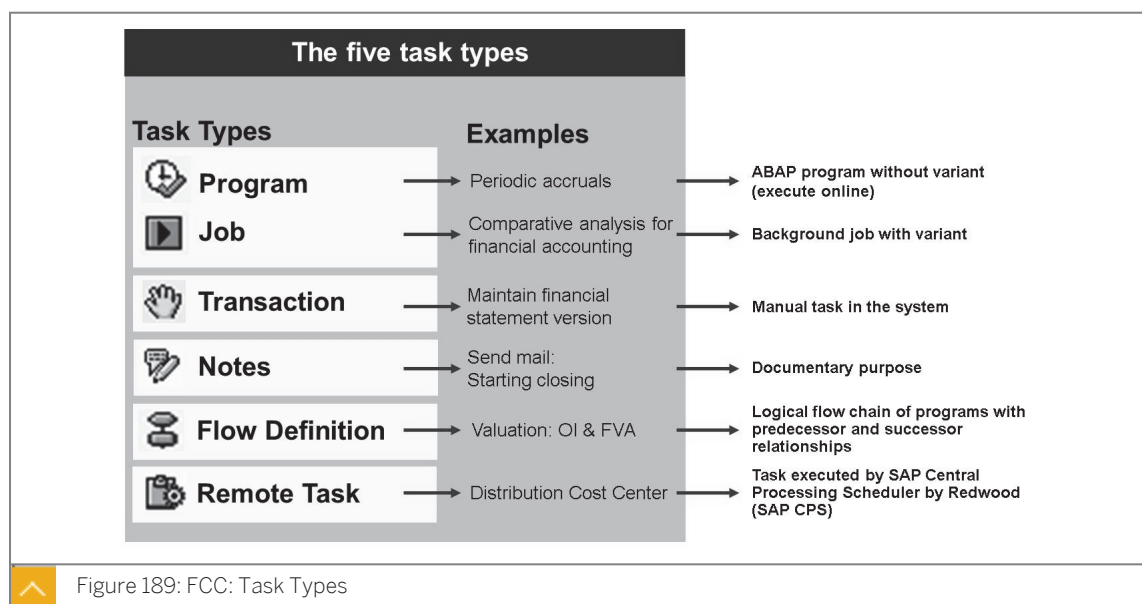 The five task types
Task Types
Examples
Program
Periodic accruals
ABAP program without variant
(execute online)
Job
Comparative analysis for
financial accounting
Background job with variant
Transaction
Maintain financial
statement version
Manual task in the system
Notes
Send mail:
Starting closing
Documentary purpose
Flow Definition
Valuation: OI & FVA
Logical flow chain of programs with
predecessor and successor
relationships
Remote Task
Distribution Cost Center
Task executed by SAP Central
Processing Scheduler by Redwood
(SAP CPS)
Figure 189: FCC: Task Types